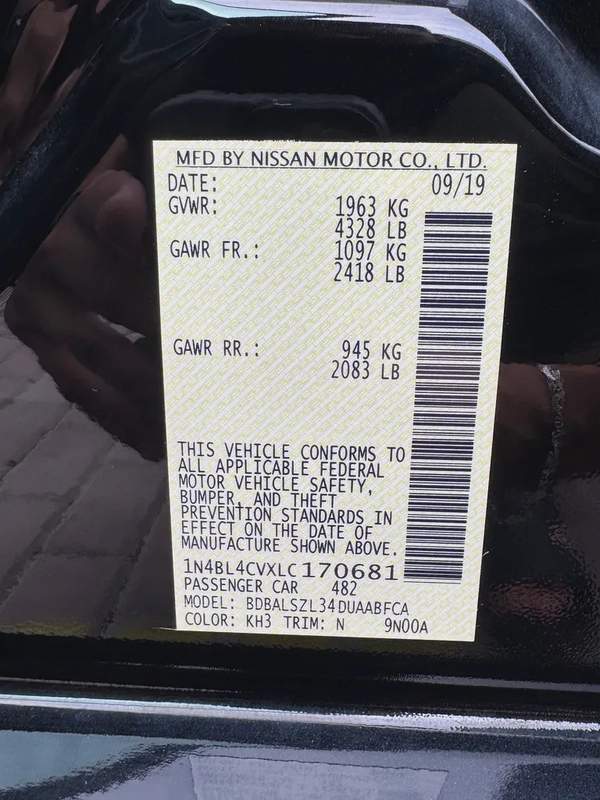 MFD BY NISSAN MOTOR CO., LTD.
DATE: 09/19
GVWR: 1963 KG
4328 LB
GAWR FR.: 1097 KG
2418 LB
GAWR RR.: 945 KG
2083 LB
THIS VEHICLE CONFORMS TO
ALL APPLICABLE FEDERAL
MOTOR VEHICLE SAFETY,
BUMPER, AND THEFT
PREVENTION STANDARDS IN
EFFECT ON THE DATE OF
MANUFACTURE SHOWN ABOVE.
1N4BL4CVXLC170681
PASSENGER CAR 482
MODEL: BDBALSZL34DUAABFCA
COLOR: KH3 TRIM: N 9N00A